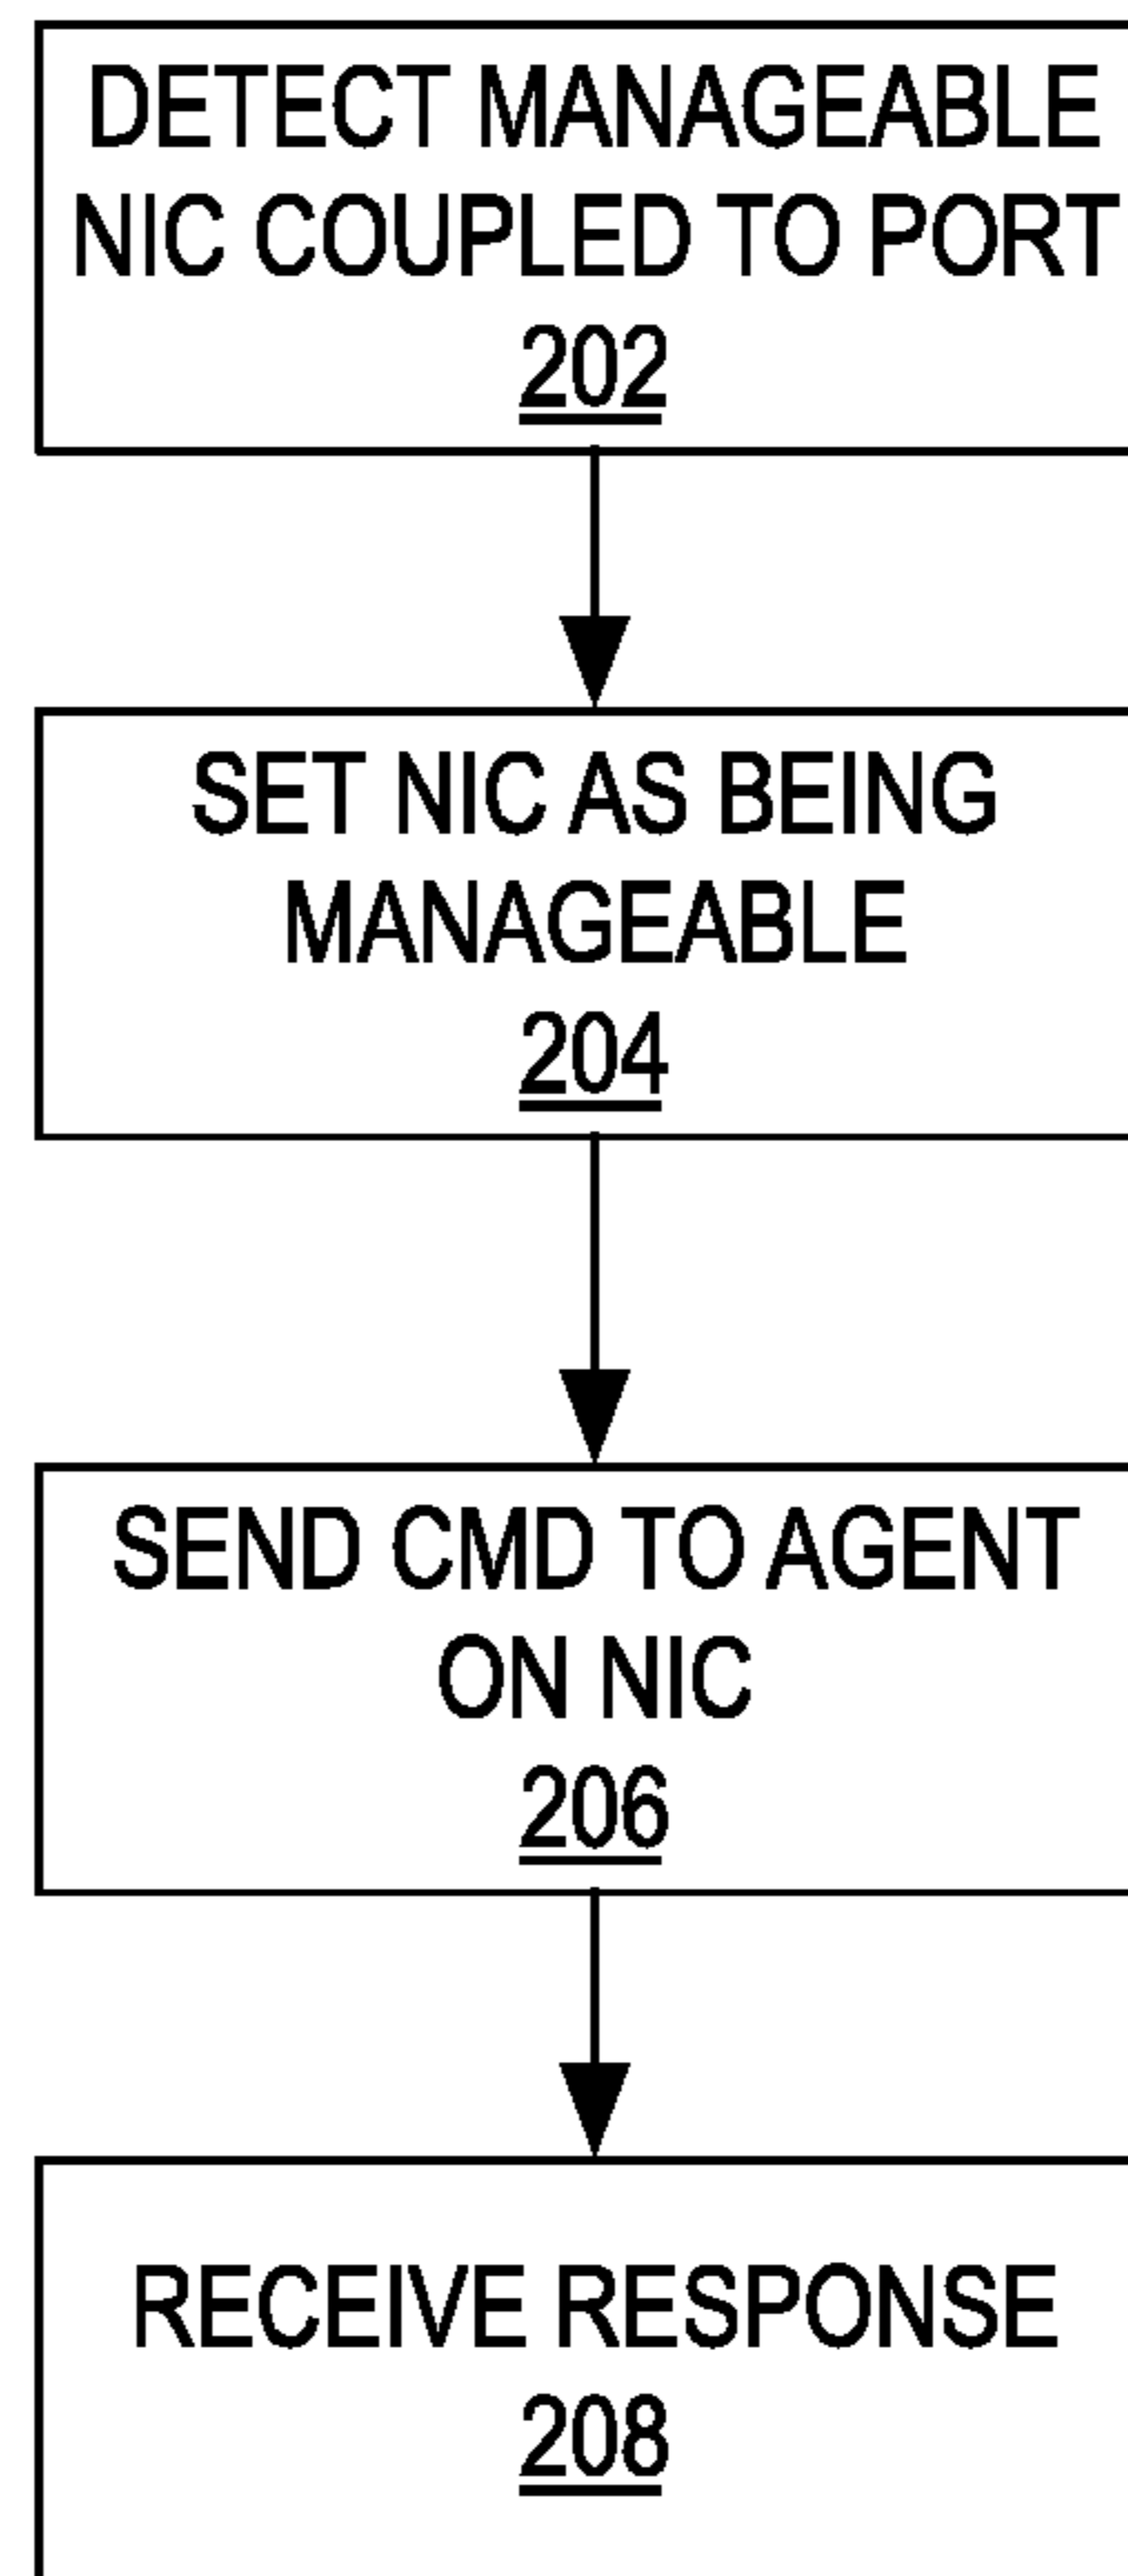 DETECT MANAGEABLE
NIC COUPLED TO PORT
202
SET NIC AS BEING
MANAGEABLE
204
SEND CMD TO AGENT
ON NIC
206
RECEIVE RESPONSE
208